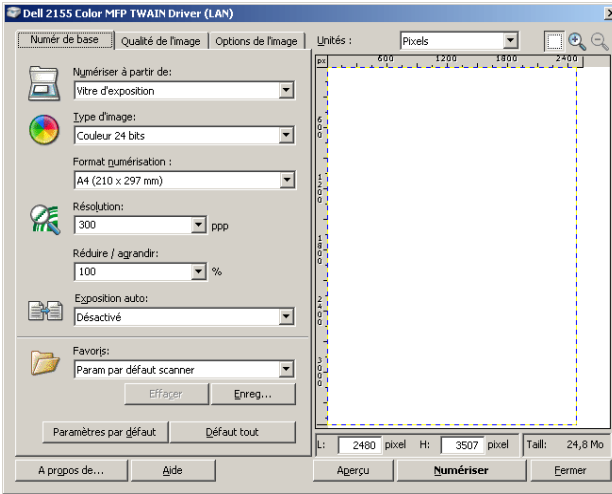 Dell 2155 Color MFP TWAIN Driver (LAN)
Numér de base
Qualité de l'image
Options de l'image
Numériser à partir de:
Vitre d'exposition
Type d'image:
Couleur 24 bits
Format numérisation :
A4 (210 x 297 mm)
Résolution:
300 ppp
Réduire / agrandir:
100 %
Exposition auto:
Désactivé
Favoris:
Param par défaut scanner
Effacer Enreg...
Paramètres par défaut Défaut tout
Unités : Pixels
px 600 1200 1800 2400
600
1200
1800
2400
3000
L: 2480 pixel H: 3507 pixel Taill: 24,8 Mo
A propos de... Aide Aperçu Numériser Fermer